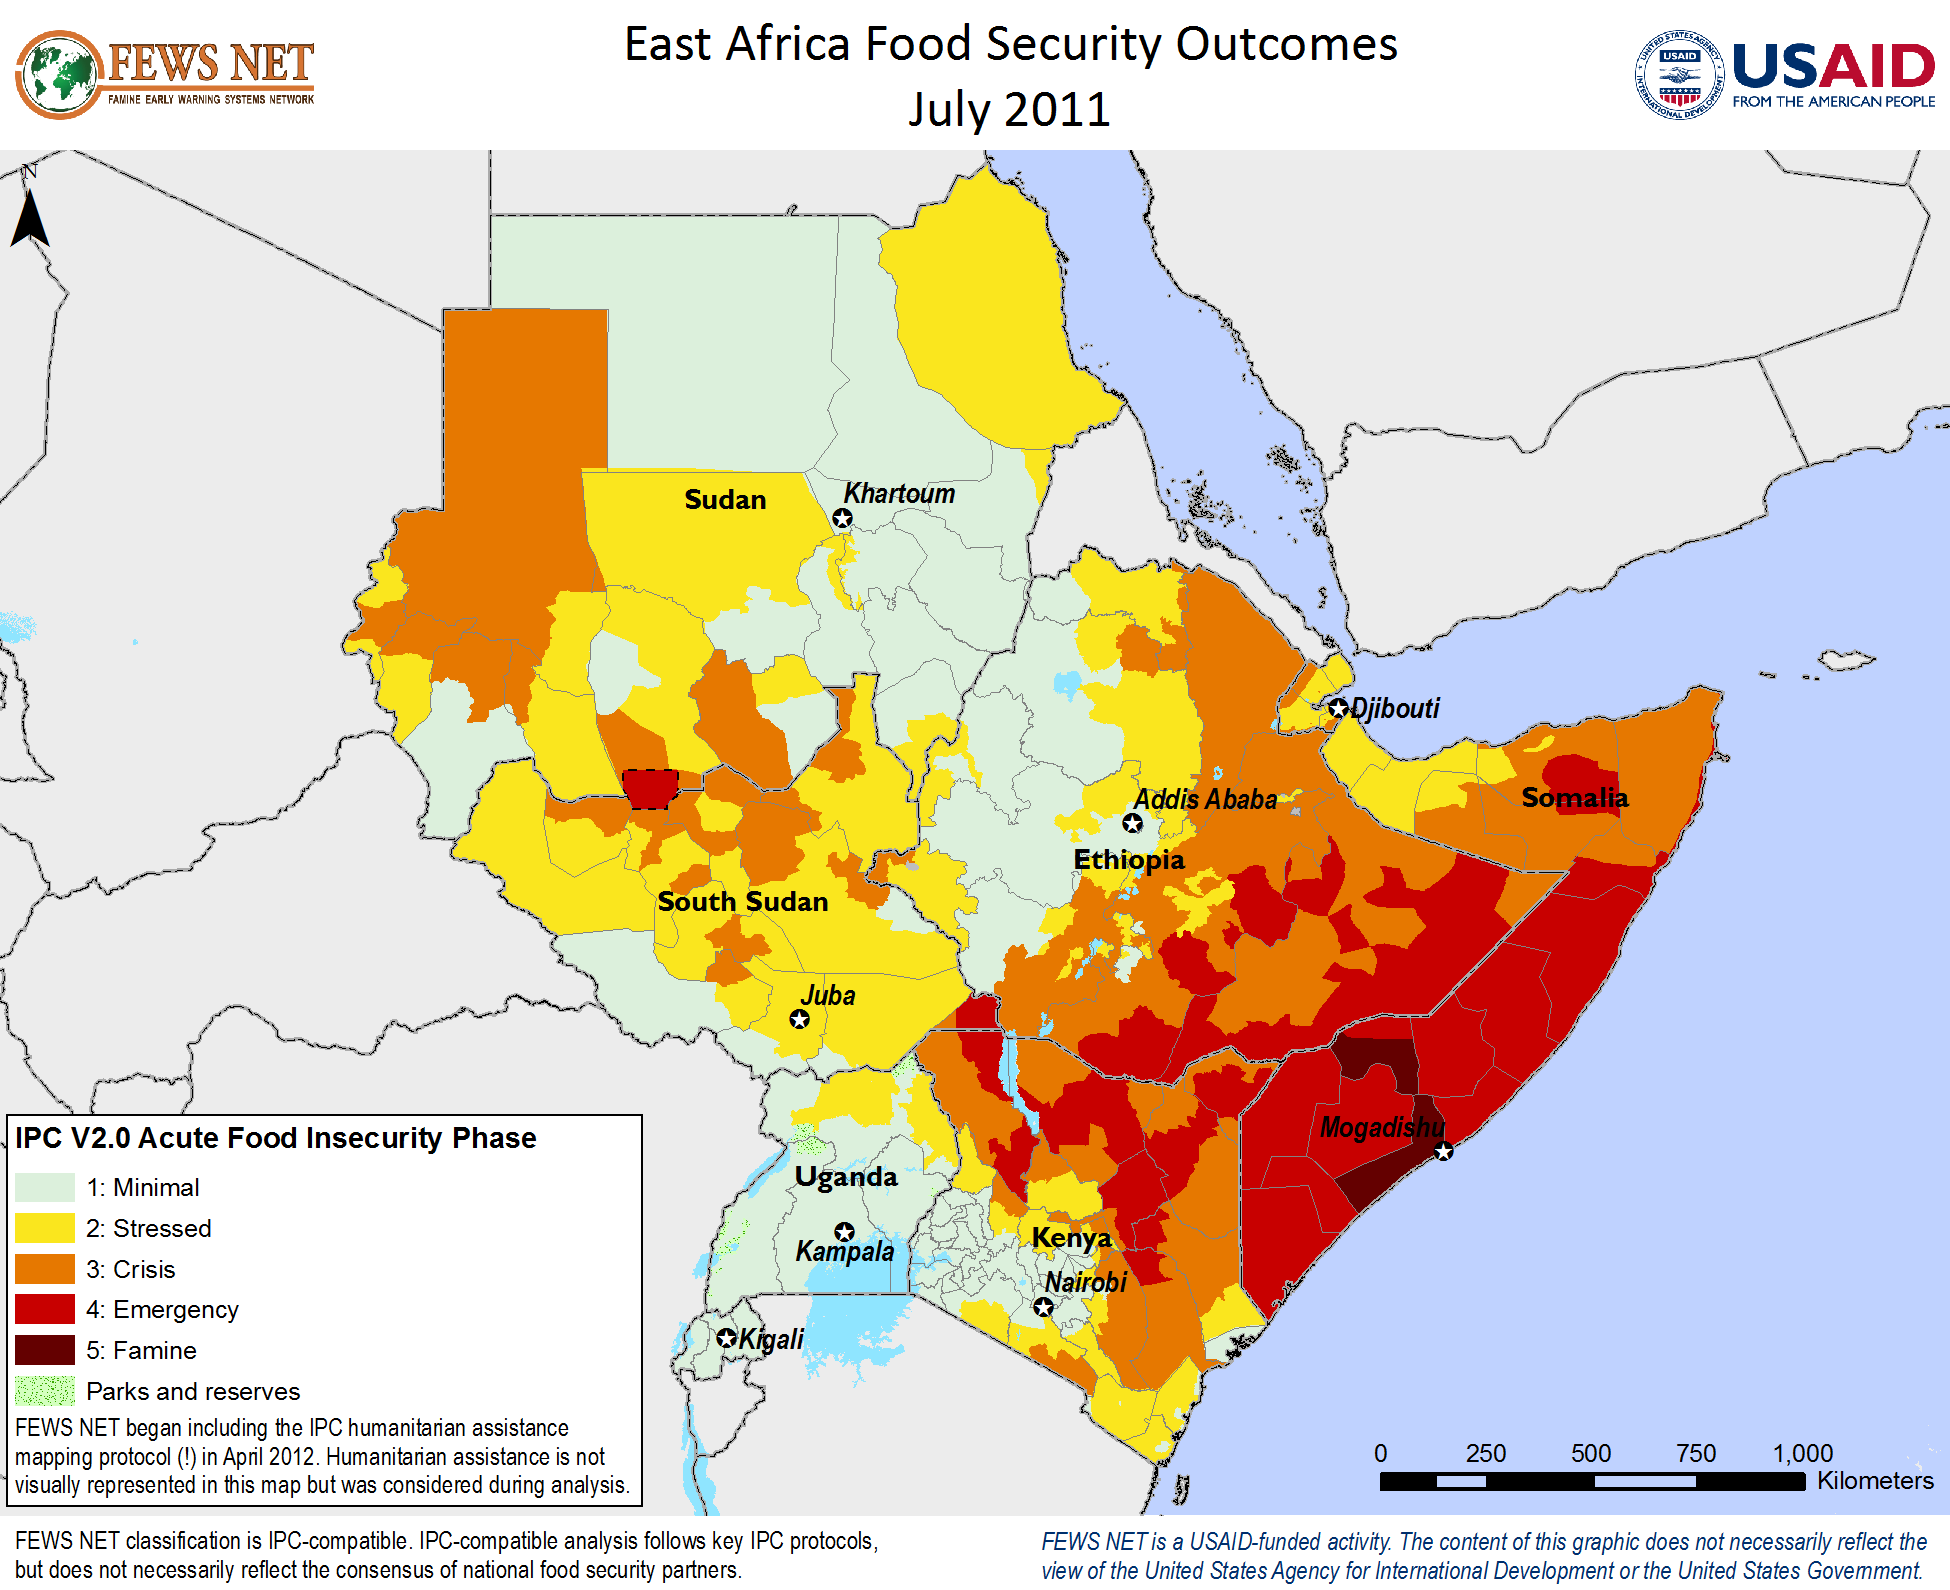 FEWS NET
FAMINE EARLY WARNING SYSTEMS NETWORK
East Africa Food Security Outcomes
July 2011
UNITED STATES AGENCY
USAID
INTERNATIONAL DEVELOPMENT
USAID
FROM THE AMERICAN PEOPLE
N
Sudan
Khartoum
Djibouti
Addis Ababa
Somalia
Ethiopia
South Sudan
Juba
Mogadishu
Uganda
Kampala
Kenya
Nairobi
Kigali
IPC V2.0 Acute Food Insecurity Phase
1: Minimal
2: Stressed
3: Crisis
4: Emergency
5: Famine
Parks and reserves
FEWS NET began including the IPC humanitarian assistance
mapping protocol (!) in April 2012. Humanitarian assistance is not
visually represented in this map but was considered during analysis.
0 250 500 750 1,000
Kilometers
FEWS NET classification is IPC-compatible. IPC-compatible analysis follows key IPC protocols,
but does not necessarily reflect the consensus of national food security partners.
FEWS NET is a USAID-funded activity. The content of this graphic does not necessarily reflect the
view of the United States Agency for International Development or the United States Government.